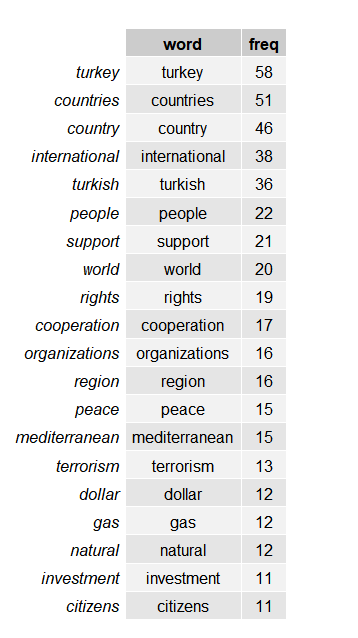 word freq
turkey turkey 58
countries countries 51
country country 46
international international 38
turkish turkish 36
people people 22
support support 21
world world 20
rights rights 19
cooperation cooperation 17
organizations organizations 16
region region 16
peace peace 15
mediterranean mediterranean 15
terrorism terrorism 13
dollar dollar 12
gas gas 12
natural natural 12
investment investment 11
citizens citizens 11